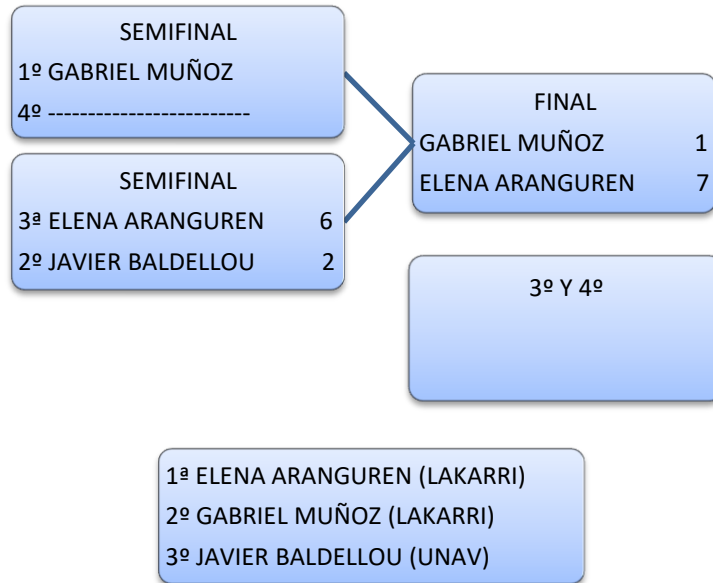 SEMIFINAL
1º GABRIEL MUÑOZ
4º -------------------------
SEMIFINAL
3ª ELENA ARANGUREN 6
2º JAVIER BALDELLOU 2
FINAL
GABRIEL MUÑOZ 1
ELENA ARANGUREN 7
3º Y 4º
1ª ELENA ARANGUREN (LAKARRI)
2º GABRIEL MUÑOZ (LAKARRI)
3º JAVIER BALDELLOU (UNAV)